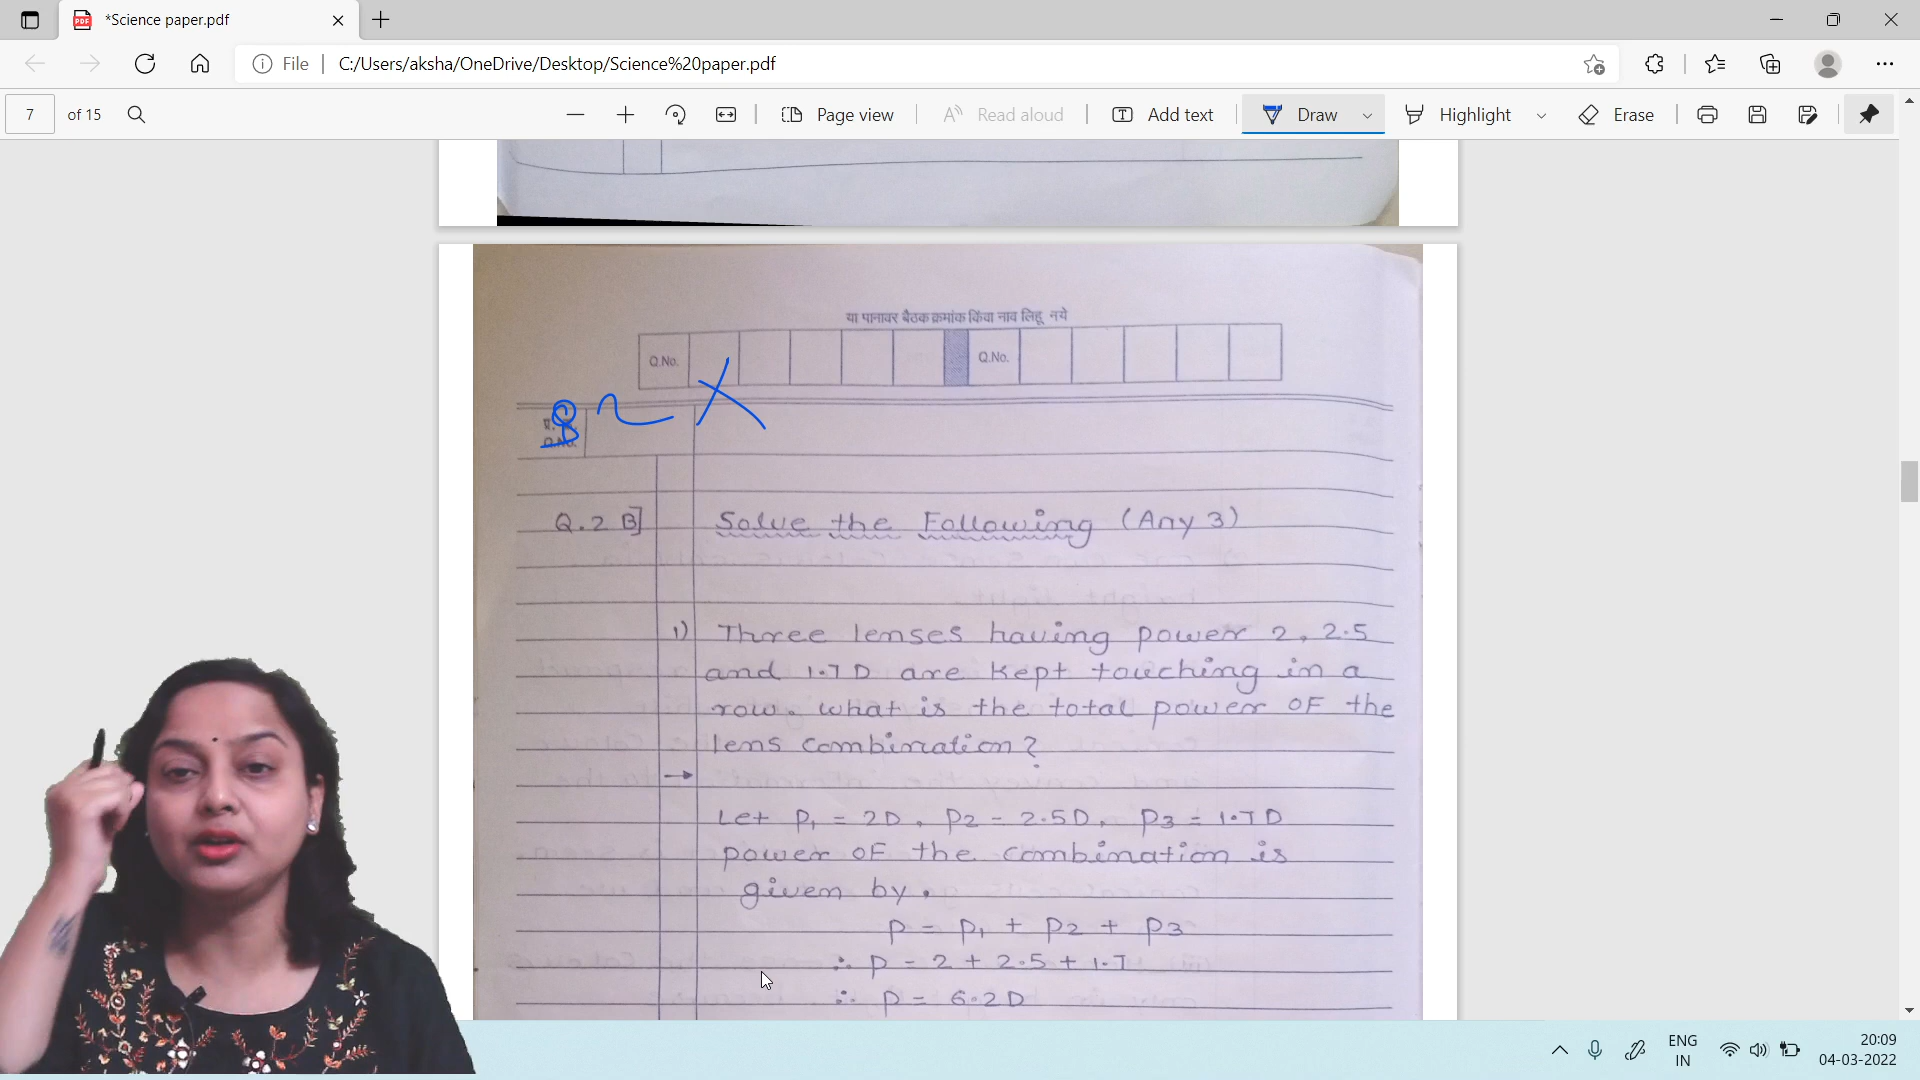 *Science paper.pdf
File
C:/Users/aksha/OneDrive/Desktop/Science%20paper.pdf
7 of 15
Page view
Read aloud
Add text
Draw
Highlight
Erase
या पानावर बैठक क्रमांक किंवा नाव लिहू नये
Q.No.
Q.No.
Q.2 B] Solve the Following (Any 3)
1) Three lenses having power 2, 2.5
and 1.7 D are kept touching in a
row. what is the total power of the
lens combination?
→
Let P1 = 2D, P2 = 2.5D, P3 = 1.7D
power of the combination is
given by,
P = P1 + P2 + P3
∴ P = 2 + 2.5 + 1.7
∴ P = 6.2D
ENG
IN
20:09
04-03-2022